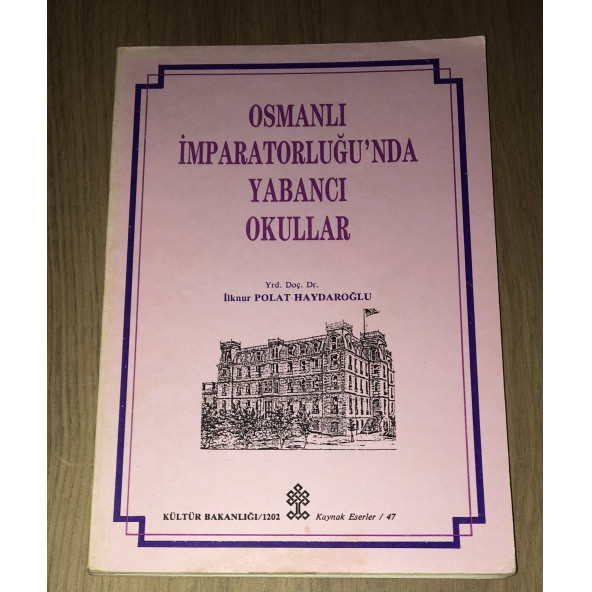 OSMANLI
İMPARATORLUĞU'NDA
YABANCI
OKULLAR
Yrd. Doç. Dr.
İlknur POLAT HAYDAROĞLU
KÜLTÜR BAKANLIĞI/1202 Kaynak Eserler / 47